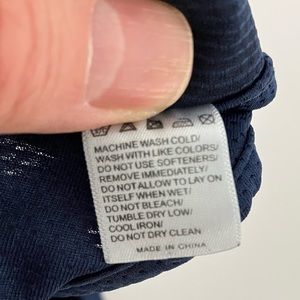 MACHINE WASH COLD/
WASH WITH LIKE COLORS/
DO NOT USE SOFTENERS/
REMOVE IMMEDIATELY/
DO NOT ALLOW TO LAY ON
ITSELF WHEN WET/
DO NOT BLEACH/
TUMBLE DRY LOW/
COOL IRON/
DO NOT DRY CLEAN
MADE IN CHINA